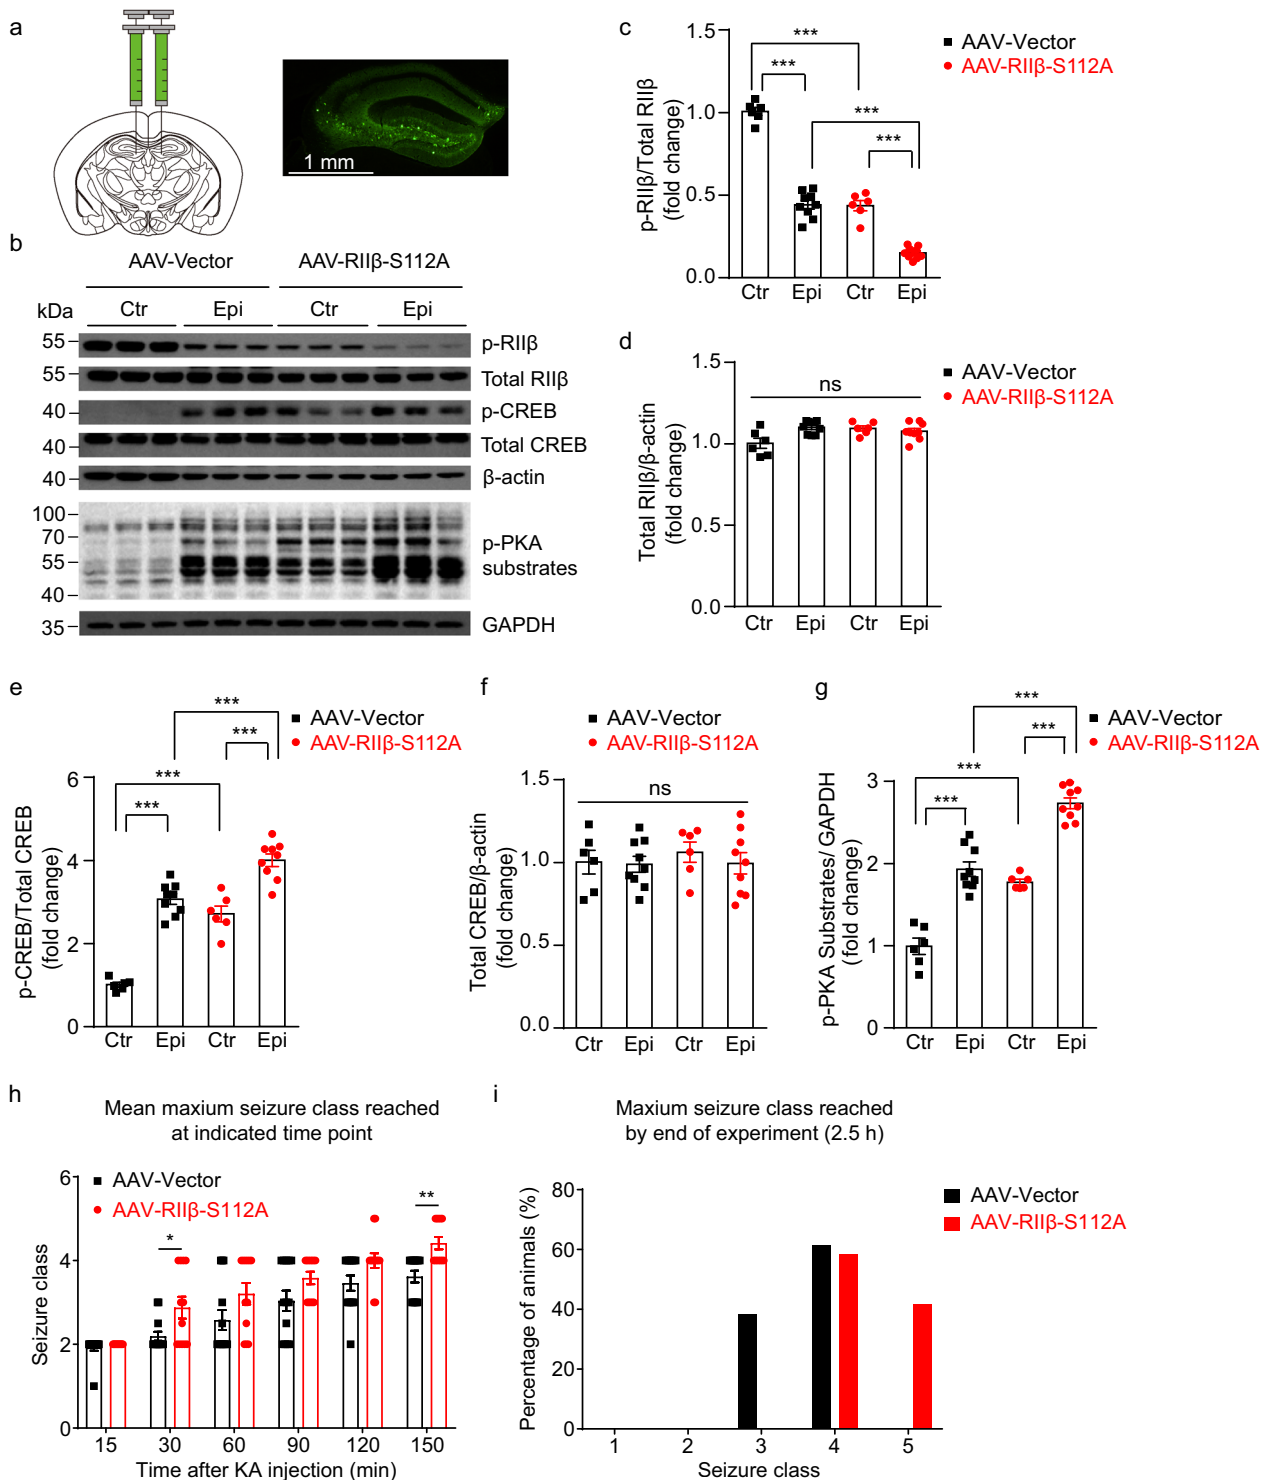 a
1 mm
b
AAV-Vector AAV-RIIβ-S112A
kDa Ctr Epi Ctr Epi
55 p-RIIβ
55 Total RIIβ
40 p-CREB
40 Total CREB
40 β-actin
100
70 p-PKA
55 substrates
40
35 GAPDH
c
AAV-Vector
AAV-RIIβ-S112A
p-RIIβ/Total RIIβ
(fold change)
1.5
1.0
0.5
0.0
***
***
***
***
Ctr Epi Ctr Epi
d
AAV-Vector
AAV-RIIβ-S112A
Total RIIβ/β-actin
(fold change)
1.5
1.0
0.5
0.0
ns
Ctr Epi Ctr Epi
e
AAV-Vector
AAV-RIIβ-S112A
p-CREB/Total CREB
(fold change)
6
4
2
0
***
***
***
***
Ctr Epi Ctr Epi
f
AAV-Vector
AAV-RIIβ-S112A
Total CREB/β-actin
(fold change)
1.5
1.0
0.5
0.0
ns
Ctr Epi Ctr Epi
g
AAV-Vector
AAV-RIIβ-S112A
p-PKA Substrates/ GAPDH
(fold change)
3
2
1
0
***
***
***
***
Ctr Epi Ctr Epi
h
Mean maxium seizure class reached
at indicated time point
AAV-Vector
AAV-RIIβ-S112A
Seizure class
6
4
2
0
*
**
15 30 60 90 120 150
Time after KA injection (min)
i
Maxium seizure class reached
by end of experiment (2.5 h)
AAV-Vector
AAV-RIIβ-S112A
Percentage of animals (%)
80
60
40
20
0
1 2 3 4 5
Seizure class